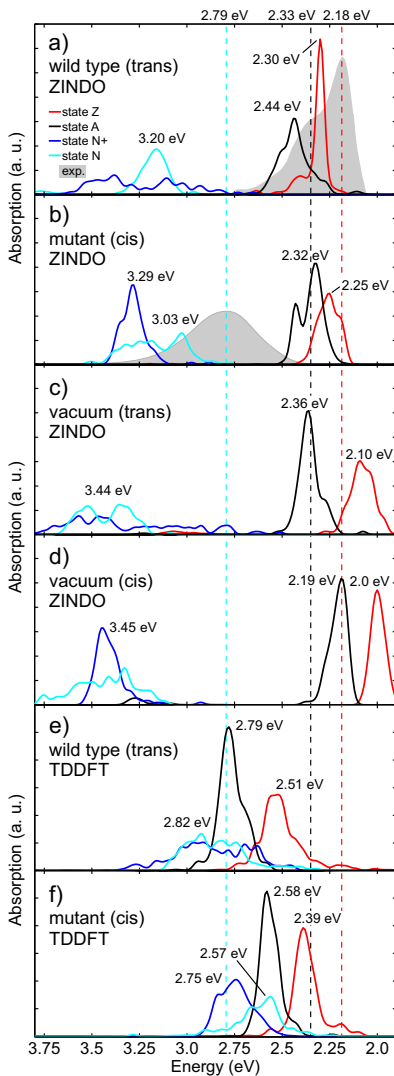 2.79 eV 2.33 eV 2.18 eV
a)
wild type (trans)
ZINDO
state Z
state A
state N+
state N
exp.
2.30 eV
2.44 eV
3.20 eV
Absorption (a. u.)
b)
mutant (cis)
ZINDO
3.29 eV
3.03 eV
2.32 eV
2.25 eV
c)
vacuum (trans)
ZINDO
2.36 eV
2.10 eV
3.44 eV
Absorption (a. u.)
d)
vacuum (cis)
ZINDO
2.19 eV
2.0 eV
3.45 eV
e)
wild type (trans)
TDDFT
2.79 eV
2.51 eV
2.82 eV
Absorption (a. u.)
f)
mutant (cis)
TDDFT
2.58 eV
2.39 eV
2.57 eV
2.75 eV
3.75 3.5 3.25 3.0 2.75 2.5 2.25 2.0
Energy (eV)